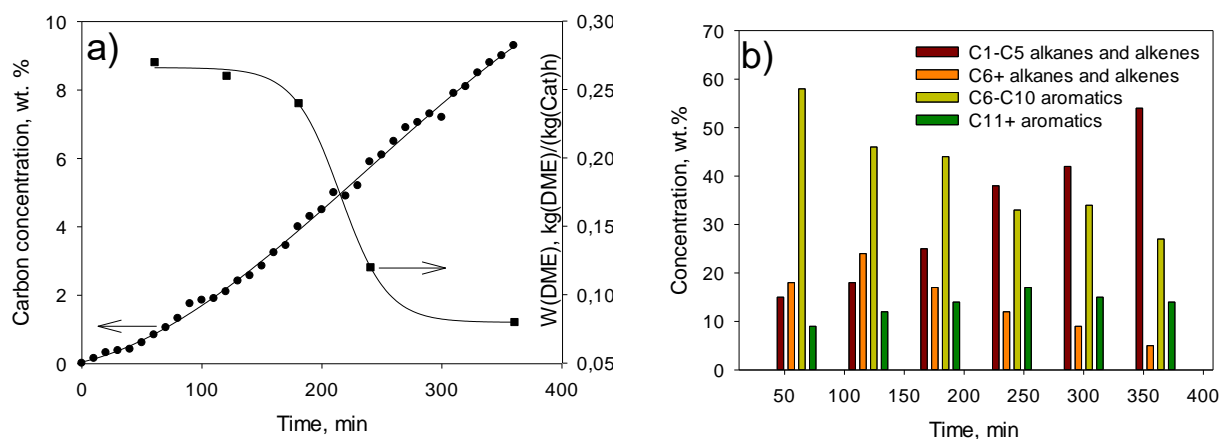 a)
Carbon concentration, wt. %
10
8
6
4
2
0
0,30
0,25
0,20
0,15
0,10
0,05
W(DME), kg(DME)/(kg(Cat)h)
0 100 200 300 400
Time, min
b)
C1-C5 alkanes and alkenes
C6+ alkanes and alkenes
C6-C10 aromatics
C11+ aromatics
Concentration, wt.%
70
60
50
40
30
20
10
0
50 100 150 200 250 300 350 400
Time, min